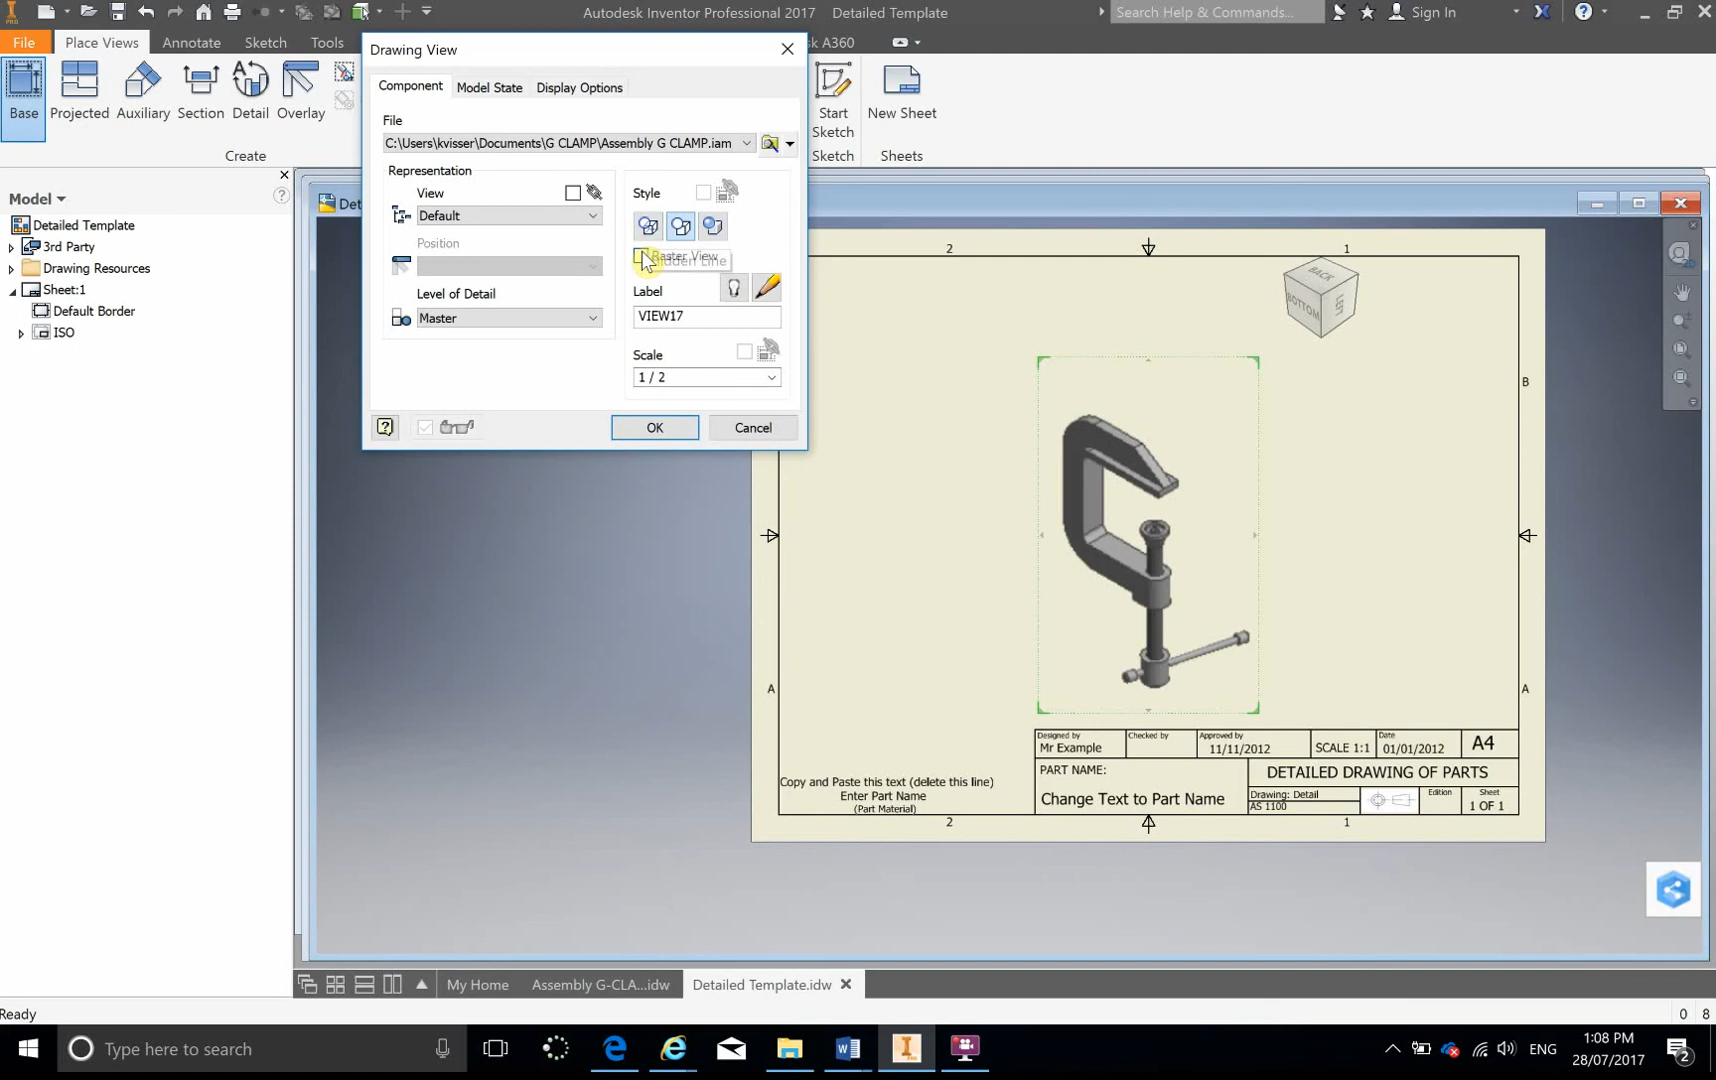 PRO
Autodesk Inventor Professional 2017 Detailed Template
Search Help & Commands...
Sign In
File
Place Views
Annotate
Sketch
Tools
A360
Base
Projected
Auxiliary
Section
Detail
Overlay
Start Sketch
New Sheet
Create
Sketch
Sheets
Drawing View
Component
Model State
Display Options
File
C:\Users\kvisser\Documents\G CLAMP\Assembly G CLAMP.iam
Representation
View
Default
Position
Level of Detail
Master
Style
Raster View
Hidden Line
Label
VIEW17
Scale
1 / 2
OK
Cancel
Model
Detailed Template
3rd Party
Drawing Resources
Sheet:1
Default Border
ISO
Det
2
1
BACK
BOTTOM
LEFT
B
A
A
Designed by
Mr Example
Checked by
Approved by
11/11/2012
SCALE 1:1
Date
01/01/2012
A4
PART NAME:
Change Text to Part Name
DETAILED DRAWING OF PARTS
Drawing: Detail
AS 1100
Edition
Sheet
1 OF 1
Copy and Paste this text (delete this line)
Enter Part Name
(Part Material)
2
1
My Home
Assembly G-CLA...idw
Detailed Template.idw
Ready
0 8
Type here to search
ENG
1:08 PM
28/07/2017
2